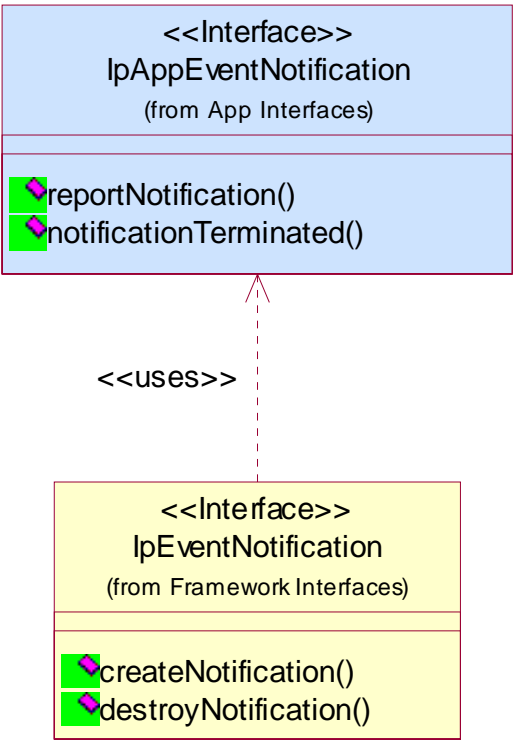 <<Interface>>
IpAppEventNotification
(from App Interfaces)
reportNotification()
notificationTerminated()
<<uses>>
<<Interface>>
IpEventNotification
(from Framework Interfaces)
createNotification()
destroyNotification()